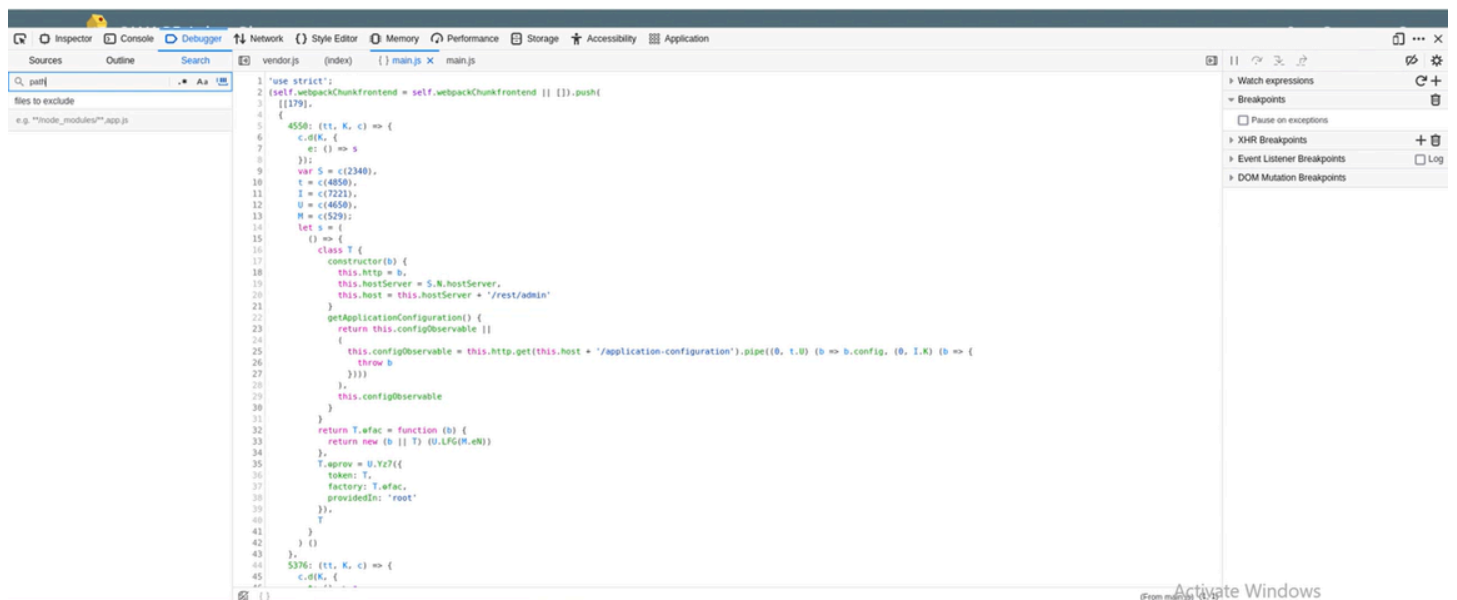 Inspector Console Debugger Network Style Editor Memory Performance Storage Accessibility Application
Sources Outline Search
vendor.js (index) { } main.js main.js
path
Aa
files to exclude
e.g. **/node_modules/**,app.js
1 'use strict';
2 (self.webpackChunkfrontend = self.webpackChunkfrontend || []).push(
3 [[179],
4 {
5 4550: (tt, K, c) => {
6 c.d(K, {
7 e: () => s
8 });
9 var S = c(2340),
10 t = c(4850),
11 I = c(7221),
12 U = c(4650),
13 M = c(529);
14 let s = (
15 () => {
16 class T {
17 constructor(b) {
18 this.http = b,
19 this.hostServer = S.N.hostServer,
20 this.host = this.hostServer + '/rest/admin'
21 }
22 getApplicationConfiguration() {
23 return this.configObservable ||
24 (
25 this.configObservable = this.http.get(this.host + '/application-configuration').pipe((0, t.U) (b => b.config, (0, I.K) (b => {
26 throw b
27 })))
28 ),
29 this.configObservable
30 }
31 }
32 return T.ɵfac = function (b) {
33 return new (b || T) (U.LFG(M.eN))
34 },
35 T.ɵprov = U.Yz7({
36 token: T,
37 factory: T.ɵfac,
38 providedIn: 'root'
39 }),
40 T
41 }
42 ) ()
43 },
44 5376: (tt, K, c) => {
45 c.d(K, {
{ }
Watch expressions
Breakpoints
Pause on exceptions
XHR Breakpoints
Event Listener Breakpoints Log
DOM Mutation Breakpoints
Activate Windows